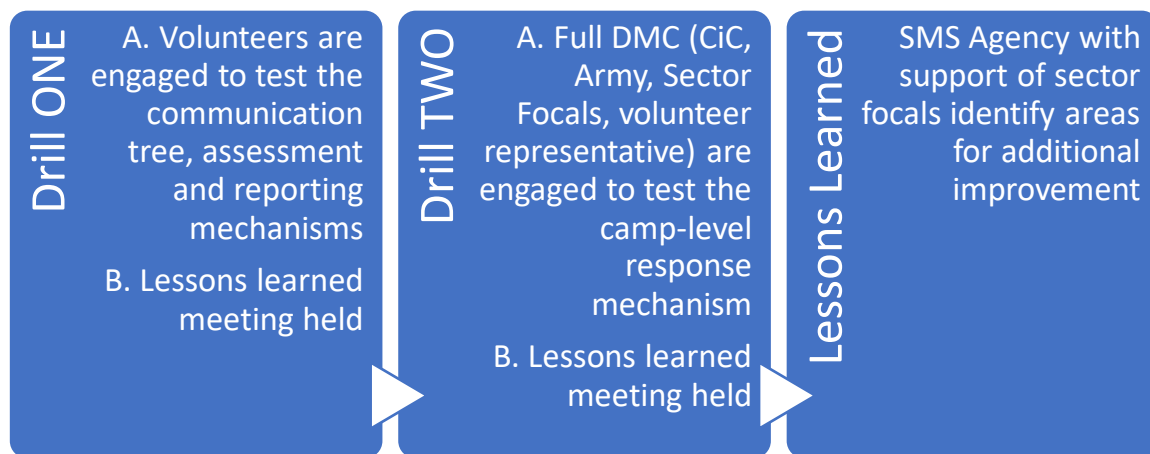 Drill ONE
A. Volunteers are
engaged to test the
communication
tree, assessment
and reporting
mechanisms
B. Lessons learned
meeting held
Drill TWO
A. Full DMC (CiC,
Army, Sector
Focals, volunteer
representative) are
engaged to test the
camp-level
response
mechanism
B. Lessons learned
meeting held
Lessons Learned
SMS Agency with
support of sector
focals identify areas
for additional
improvement